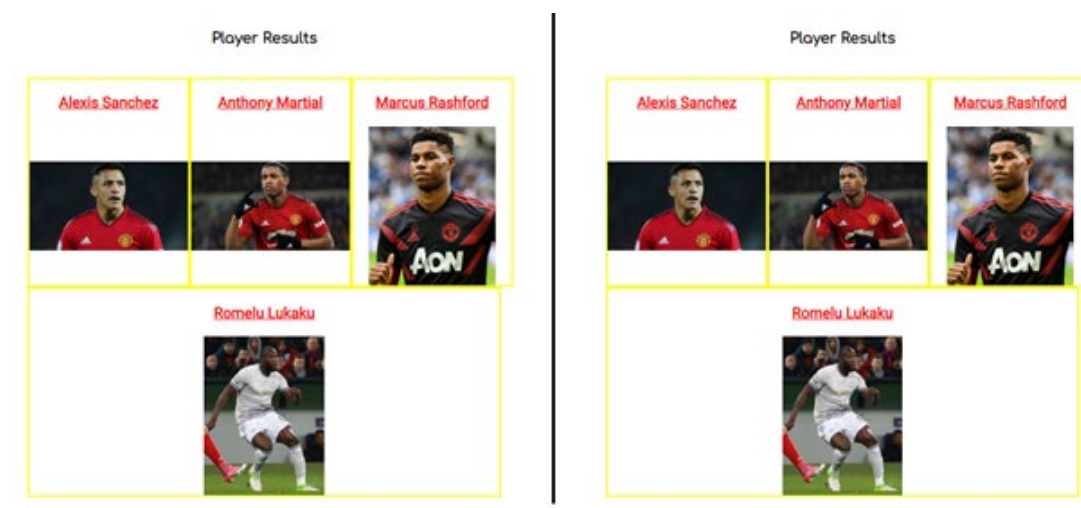 Player Results
Alexis Sanchez Anthony Martial Marcus Rashford
AON
Romelu Lukaku
Player Results
Alexis Sanchez Anthony Martial Marcus Rashford
AON
Romelu Lukaku